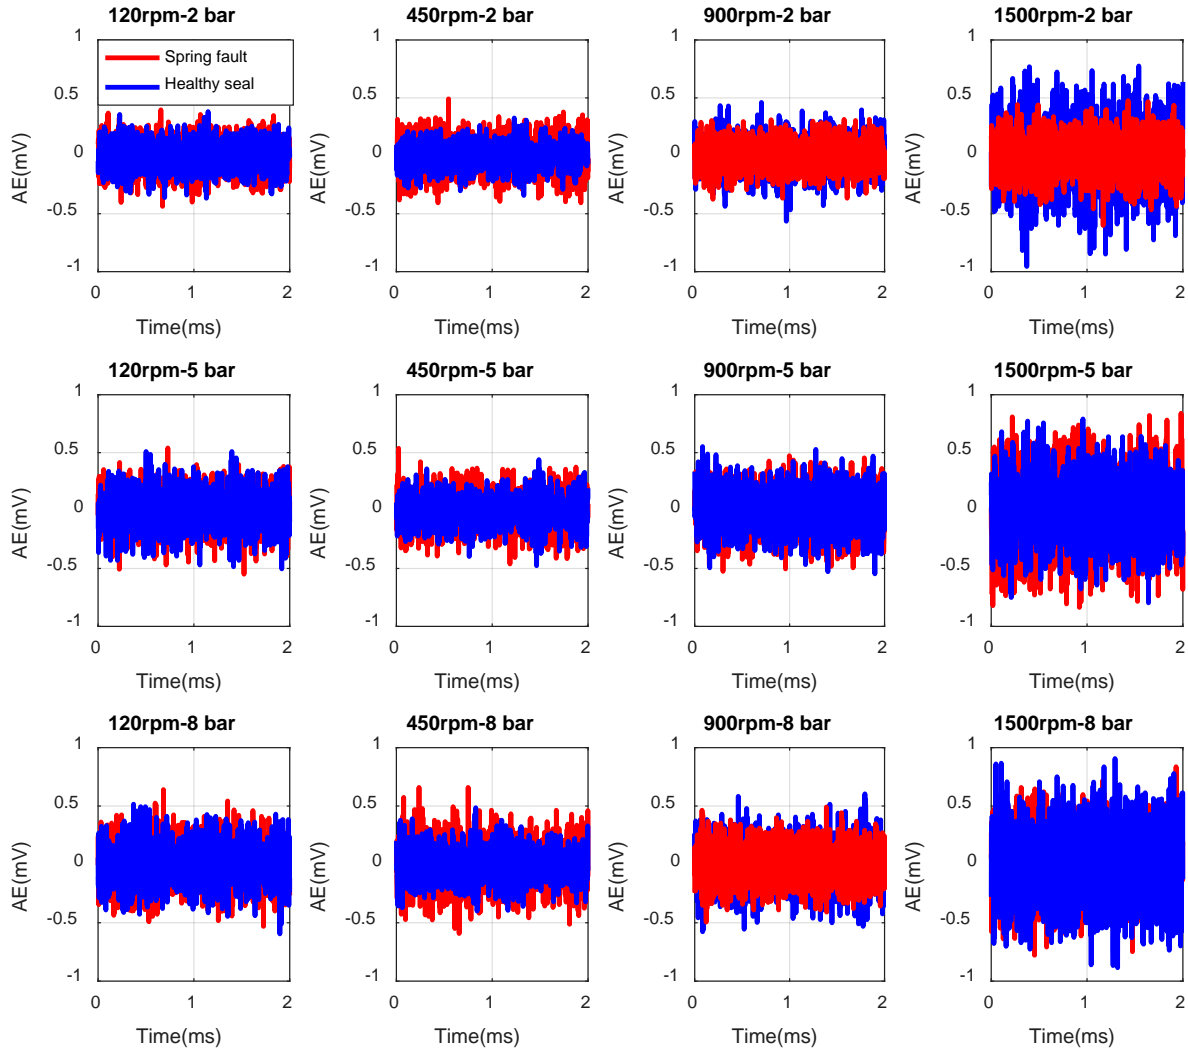 120rpm-2 bar
450rpm-2 bar
900rpm-2 bar
1500rpm-2 bar
Spring fault
Healthy seal
1
0.5
0
-0.5
-1
AE(mV)
0 1 2
Time(ms)
1
0.5
0
-0.5
-1
AE(mV)
0 1 2
Time(ms)
1
0.5
0
-0.5
-1
AE(mV)
0 1 2
Time(ms)
1
0.5
0
-0.5
-1
AE(mV)
0 1 2
Time(ms)
120rpm-5 bar
450rpm-5 bar
900rpm-5 bar
1500rpm-5 bar
1
0.5
0
-0.5
-1
AE(mV)
0 1 2
Time(ms)
1
0.5
0
-0.5
-1
AE(mV)
0 1 2
Time(ms)
1
0.5
0
-0.5
-1
AE(mV)
0 1 2
Time(ms)
1
0.5
0
-0.5
-1
AE(mV)
0 1 2
Time(ms)
120rpm-8 bar
450rpm-8 bar
900rpm-8 bar
1500rpm-8 bar
1
0.5
0
-0.5
-1
AE(mV)
0 1 2
Time(ms)
1
0.5
0
-0.5
-1
AE(mV)
0 1 2
Time(ms)
1
0.5
0
-0.5
-1
AE(mV)
0 1 2
Time(ms)
1
0.5
0
-0.5
-1
AE(mV)
0 1 2
Time(ms)